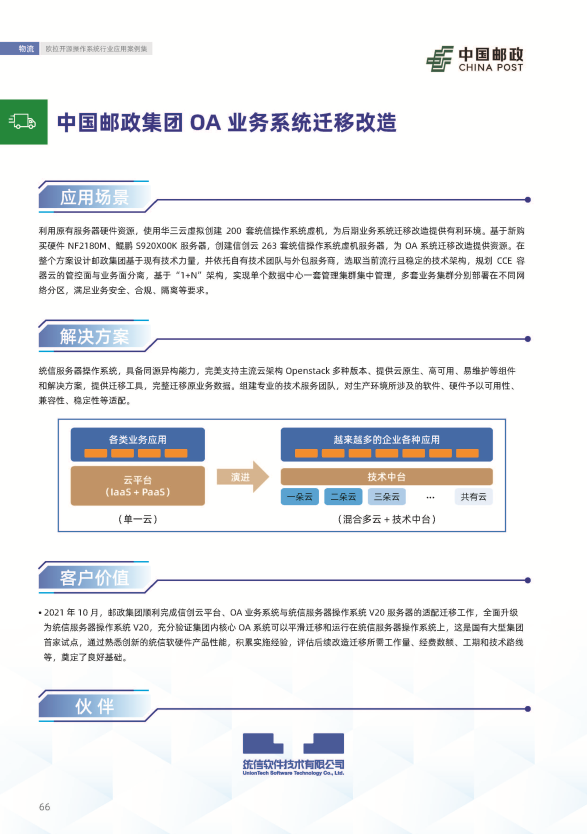 物流 欧拉开源操作系统行业应用案例集
中国邮政
CHINA POST
中国邮政集团 OA 业务系统迁移改造
应用场景
利用原有服务器硬件资源，使用华三云虚拟创建 200 套统信操作系统虚机，为后期业务系统迁移改造提供有利环境。基于新购
买硬件 NF2180M、鲲鹏 S920X00K 服务器，创建信创云 263 套统信操作系统虚机服务器，为 OA 系统迁移改造提供资源。在
整个方案设计邮政集团基于现有技术力量，并依托自有技术团队与外包服务商，选取当前流行且稳定的技术架构，规划 CCE 容
器云的管控面与业务面分离，基于“1+N”架构，实现单个数据中心一套管理集群集中管理，多套业务集群分别部署在不同网
络分区，满足业务安全、合规、隔离等要求。
解决方案
统信服务器操作系统，具备同源异构能力，完美支持主流云架构 Openstack 多种版本、提供云原生、高可用、易维护等组件
和解决方案，提供迁移工具，完整迁移原业务数据。组建专业的技术服务团队，对生产环境所涉及的软件、硬件予以可用性、
兼容性、稳定性等适配。
各类业务应用
云平台
（IaaS + PaaS）
（单一云）
演进
越来越多的企业各种应用
技术中台
一朵云 二朵云 三朵云 ... 共有云
（混合多云 + 技术中台）
客户价值
• 2021 年 10 月，邮政集团顺利完成信创云平台、OA 业务系统与统信服务器操作系统 V20 服务器的适配迁移工作，全面升级
为统信服务器操作系统 V20，充分验证集团内核心 OA 系统可以平滑迁移和运行在统信服务器操作系统上，这是国有大型集团
首家试点，通过熟悉创新的统信软硬件产品性能，积累实施经验，评估后续改造迁移所需工作量、经费数额、工期和技术路线
等，奠定了良好基础。
伙伴
统信软件技术有限公司
UnionTech Software Technology Co., Ltd.
66